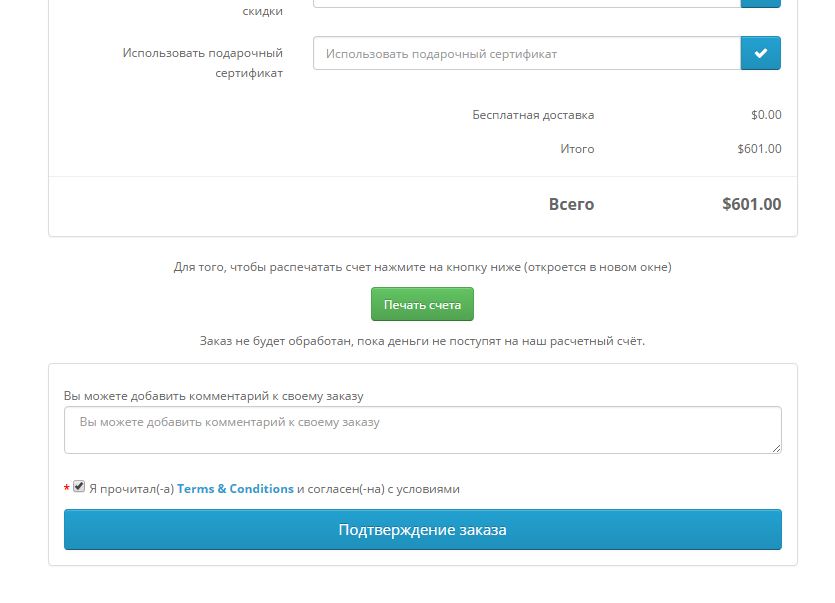 скидки
Использовать подарочный
сертификат
Использовать подарочный сертификат
Бесплатная доставка $0.00
Итого $601.00
Всего $601.00
Для того, чтобы распечатать счет нажмите на кнопку ниже (откроется в новом окне)
Печать счета
Заказ не будет обработан, пока деньги не поступят на наш расчетный счёт.
Вы можете добавить комментарий к своему заказу
Вы можете добавить комментарий к своему заказу
* Я прочитал(-а) Terms & Conditions и согласен(-на) с условиями
Подтверждение заказа